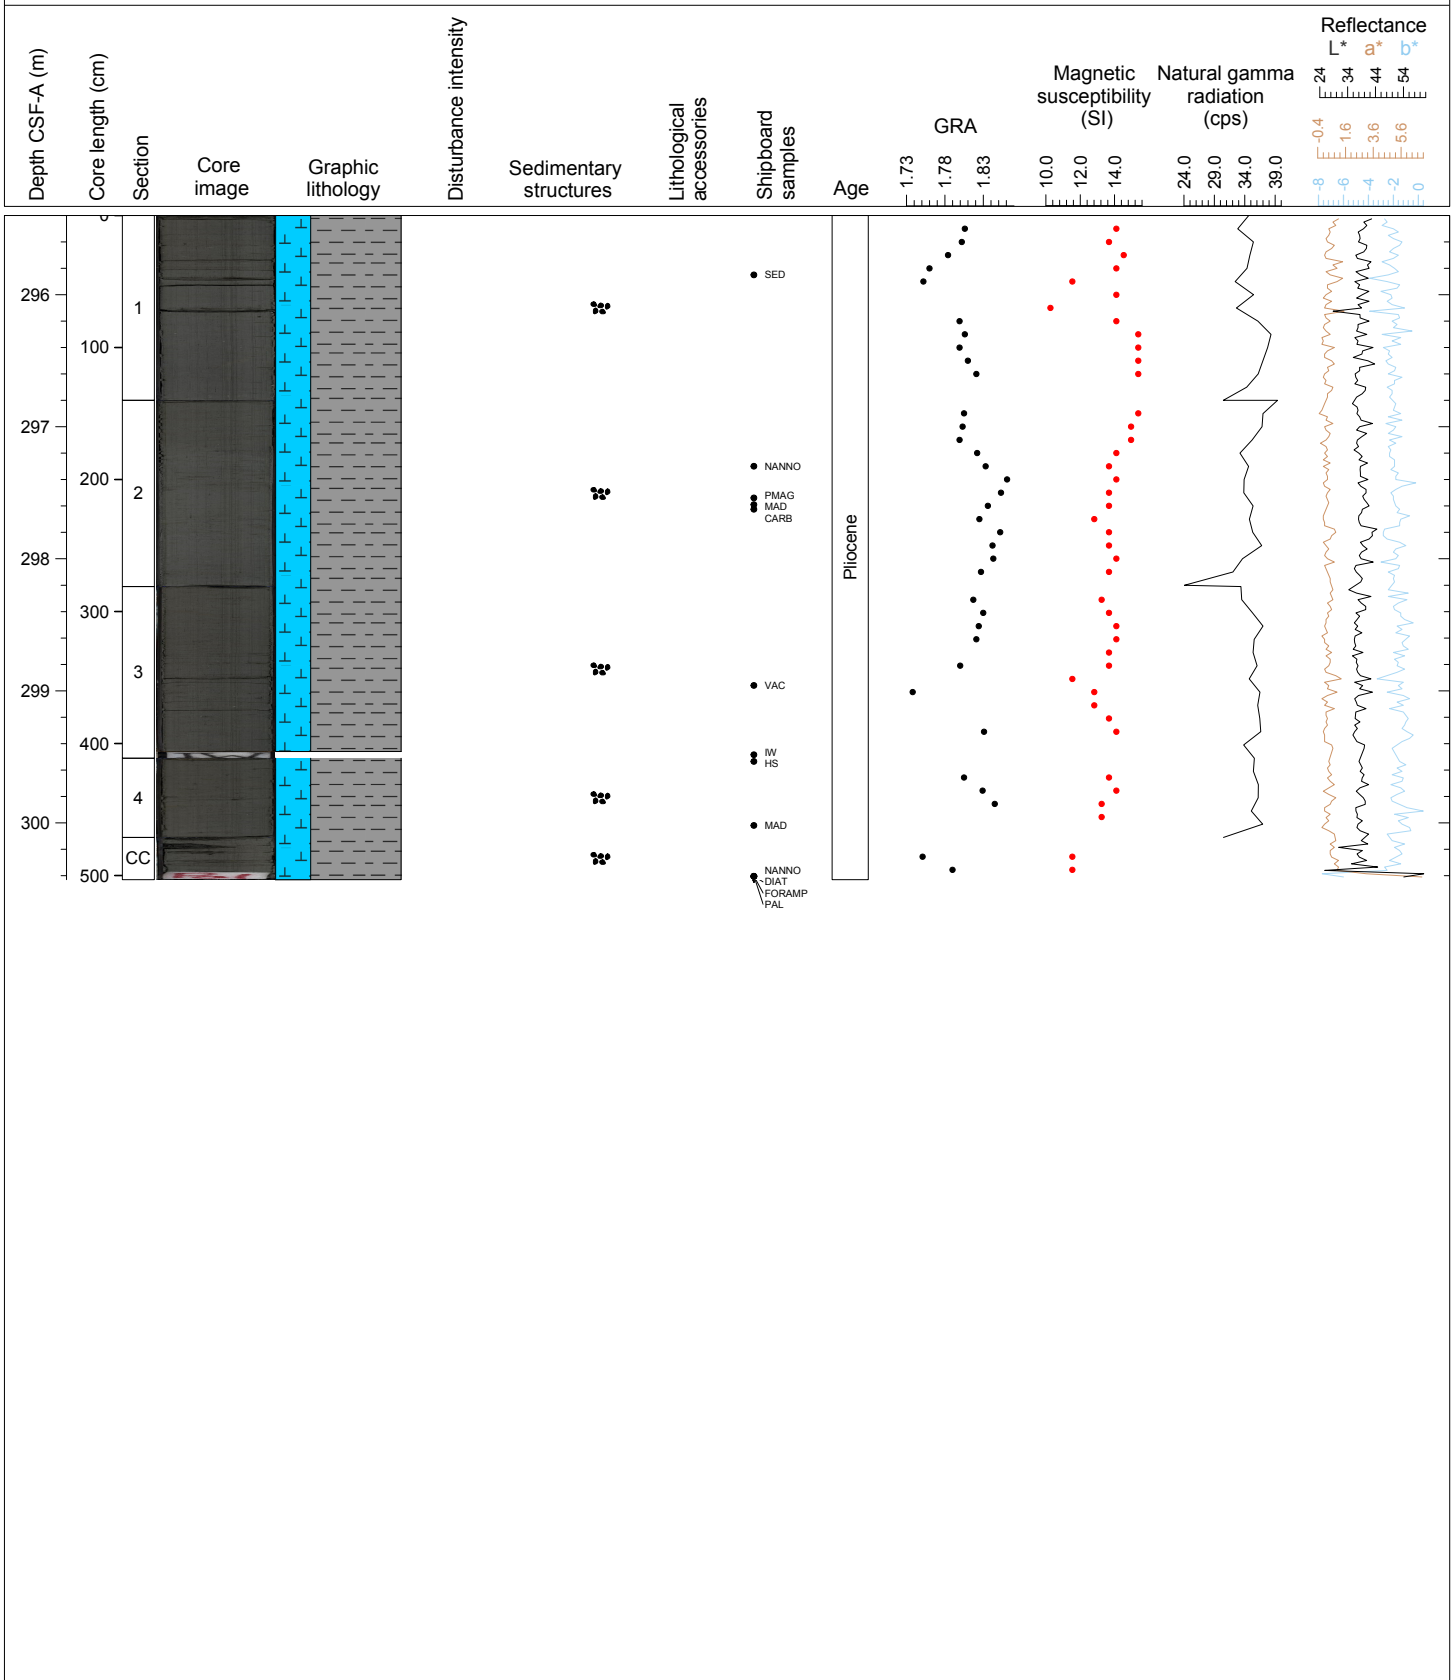 Depth CSF-A (m)
Core length (cm)
Section
Core
image
Graphic
lithology
Disturbance intensity
Sedimentary
structures
Lithological
accessories
Shipboard
samples
Age
GRA
1.73
1.78
1.83
Magnetic
susceptibility
(SI)
10.0
12.0
14.0
Natural gamma
radiation
(cps)
24.0
29.0
34.0
39.0
Reflectance
L* a* b*
24
34
44
54
-0.4
1.6
3.6
5.6
-8
-6
-4
-2
0
0
SED
296
1
100
297
NANNO
200
2
PMAG
MAD
CARB
Pliocene
298
300
3
299
VAC
400
IW
HS
4
300
MAD
CC
500
NANNO
DIAT
FORAMP
PAL